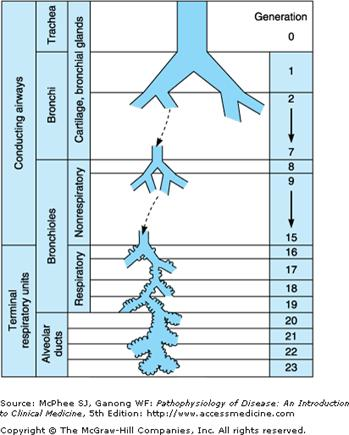 Generation
Trachea
0
Conducting airways
Bronchi
Cartilage, bronchial glands
1
2
7
Bronchioles
Nonrespiratory
8
9
15
Terminal
respiratory units
Respiratory
16
17
18
19
Alveolar
ducts
20
21
22
23
Source: McPhee SJ, Ganong WF: Pathophysiology of Disease: An Introduction
to Clinical Medicine, 5th Edition: http://www.accessmedicine.com
Copyright © The McGraw-Hill Companies, Inc. All rights reserved.